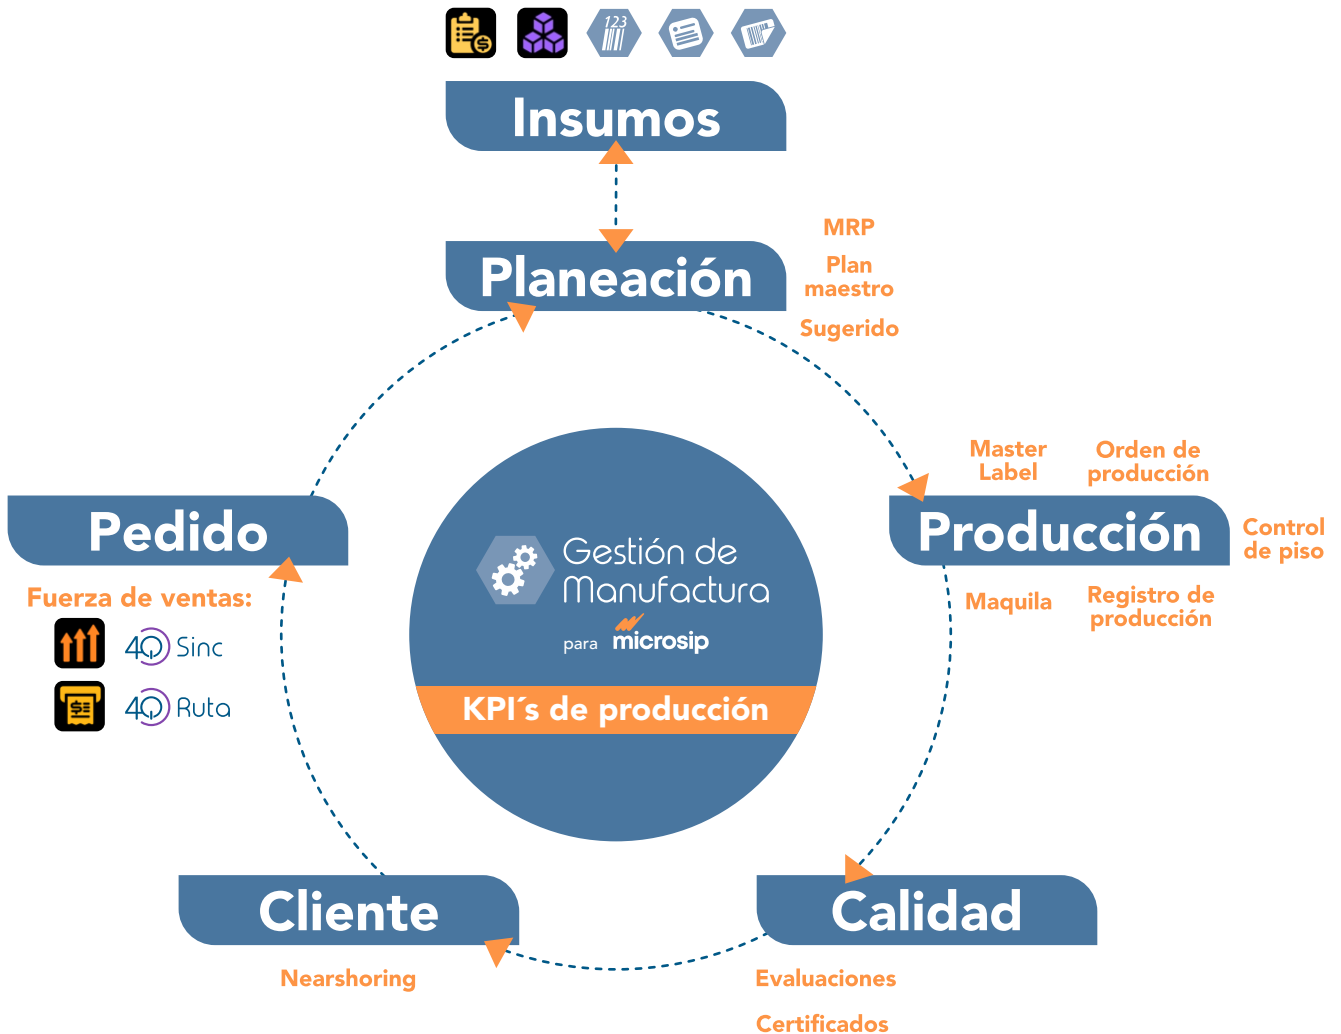 123
Insumos
Planeación
MRP
Plan
maestro
Sugerido
Master
Label
Orden de
producción
Producción
Control
de piso
Maquila
Registro de
producción
Pedido
Fuerza de ventas:
4Q Sinc
4Q Ruta
Gestión de
Manufactura
para microsip
KPI´s de producción
Cliente
Nearshoring
Calidad
Evaluaciones
Certificados